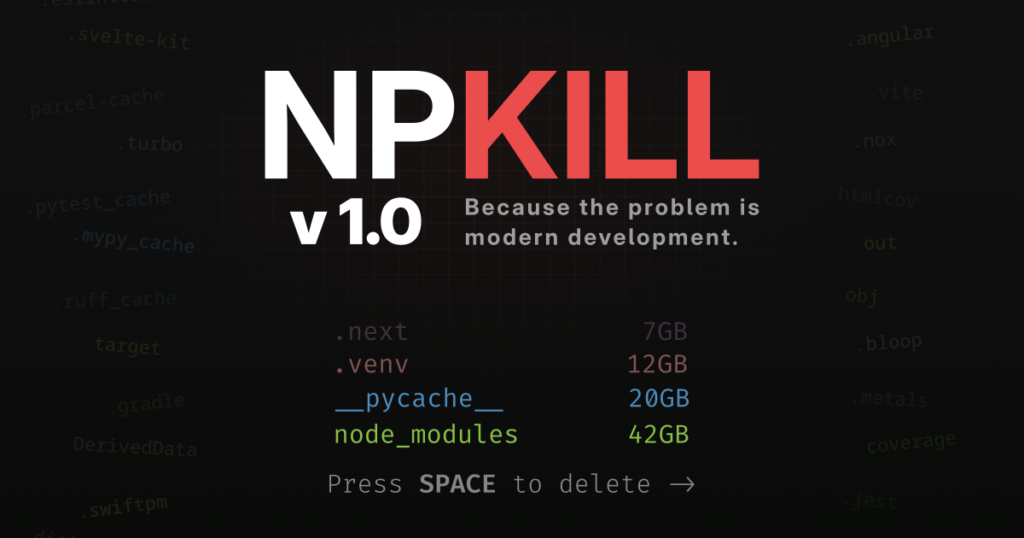 .svelte-kit
.parcel-cache
.turbo
.pytest_cache
.mypy_cache
.ruff_cache
target
.gradle
DerivedData
.swiftpm
NPKILL
v 1.0
Because the problem is
modern development.
.next 7GB
.venv 12GB
__pycache__ 20GB
node_modules 42GB
Press SPACE to delete →
.angular
.vite
.nox
htmlcov
out
obj
.bloop
.metals
coverage
.jest